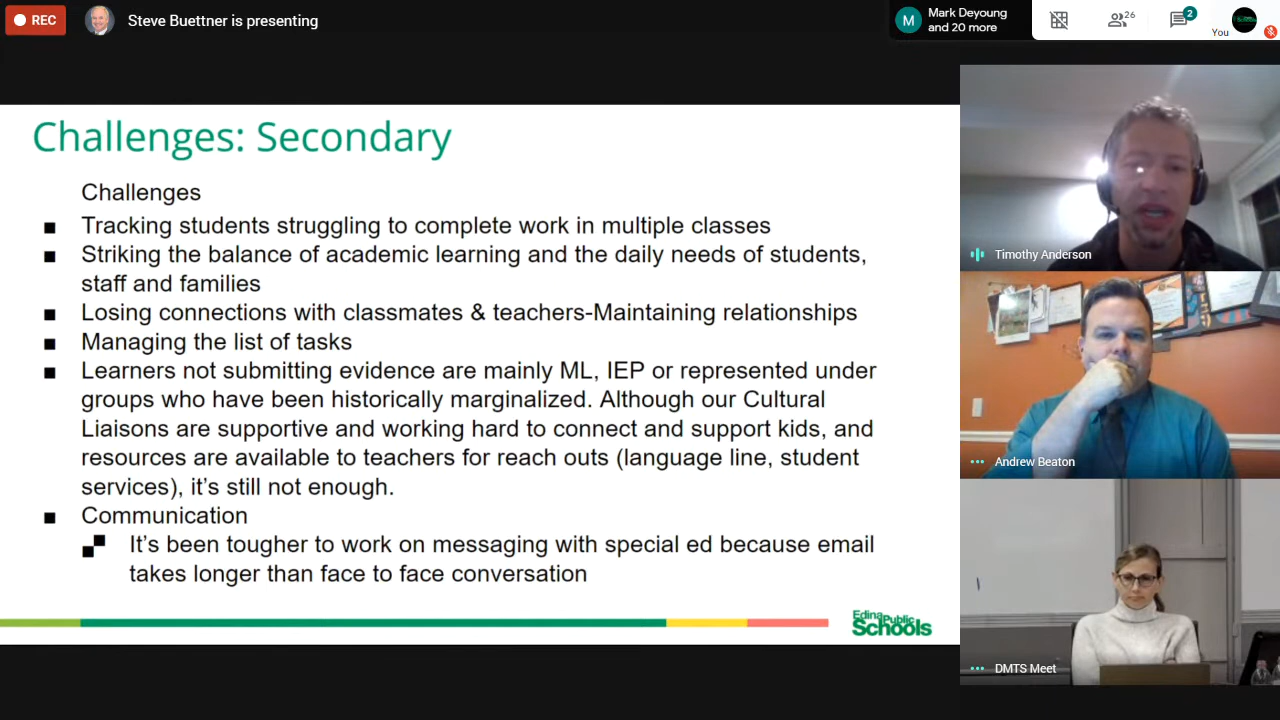 REC
Steve Buettner is presenting
M
Mark Deyoung
and 20 more
26
2
You
Challenges: Secondary
Challenges
■ Tracking students struggling to complete work in multiple classes
■ Striking the balance of academic learning and the daily needs of students,
staff and families
■ Losing connections with classmates & teachers-Maintaining relationships
■ Managing the list of tasks
■ Learners not submitting evidence are mainly ML, IEP or represented under
groups who have been historically marginalized. Although our Cultural
Liaisons are supportive and working hard to connect and support kids, and
resources are available to teachers for reach outs (language line, student
services), it's still not enough.
■ Communication
It's been tougher to work on messaging with special ed because email
takes longer than face to face conversation
Edina Public
Schools
Timothy Anderson
Andrew Beaton
DMTS Meet